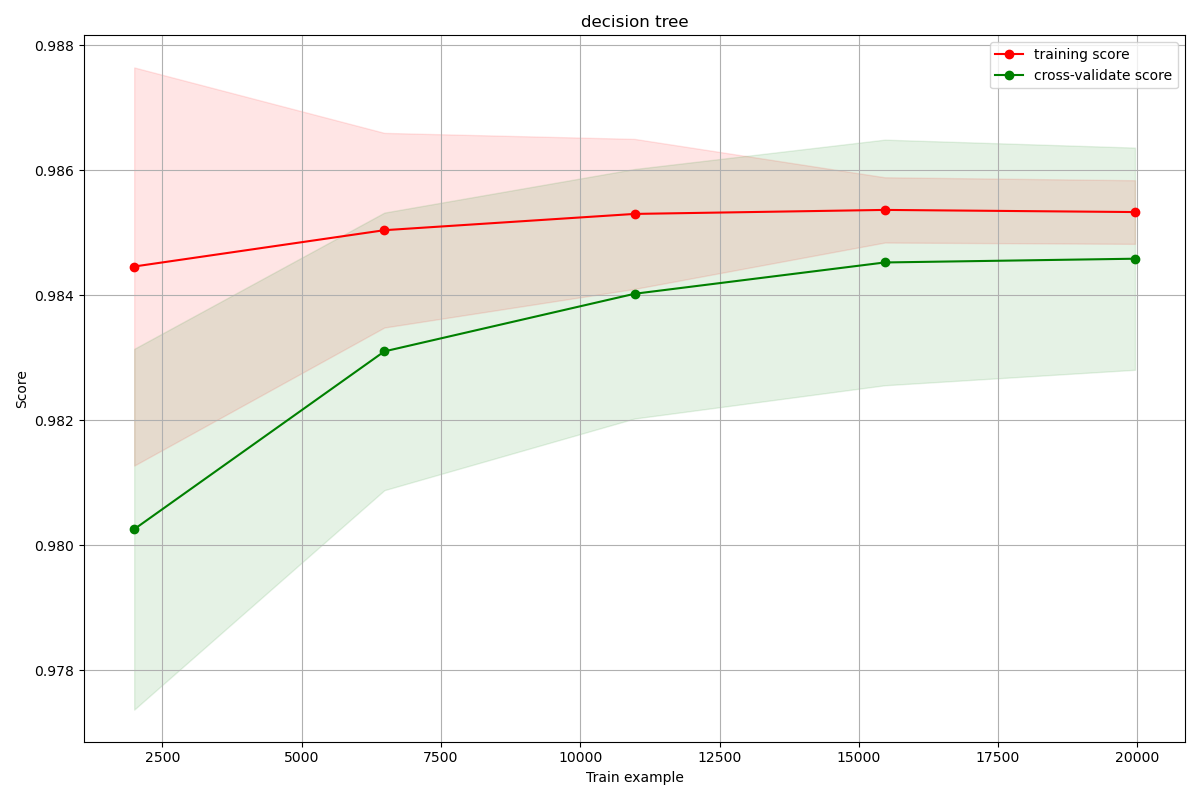 decision tree
training score
cross-validate score
Score
0.988
0.986
0.984
0.982
0.980
0.978
2500 5000 7500 10000 12500 15000 17500 20000
Train example